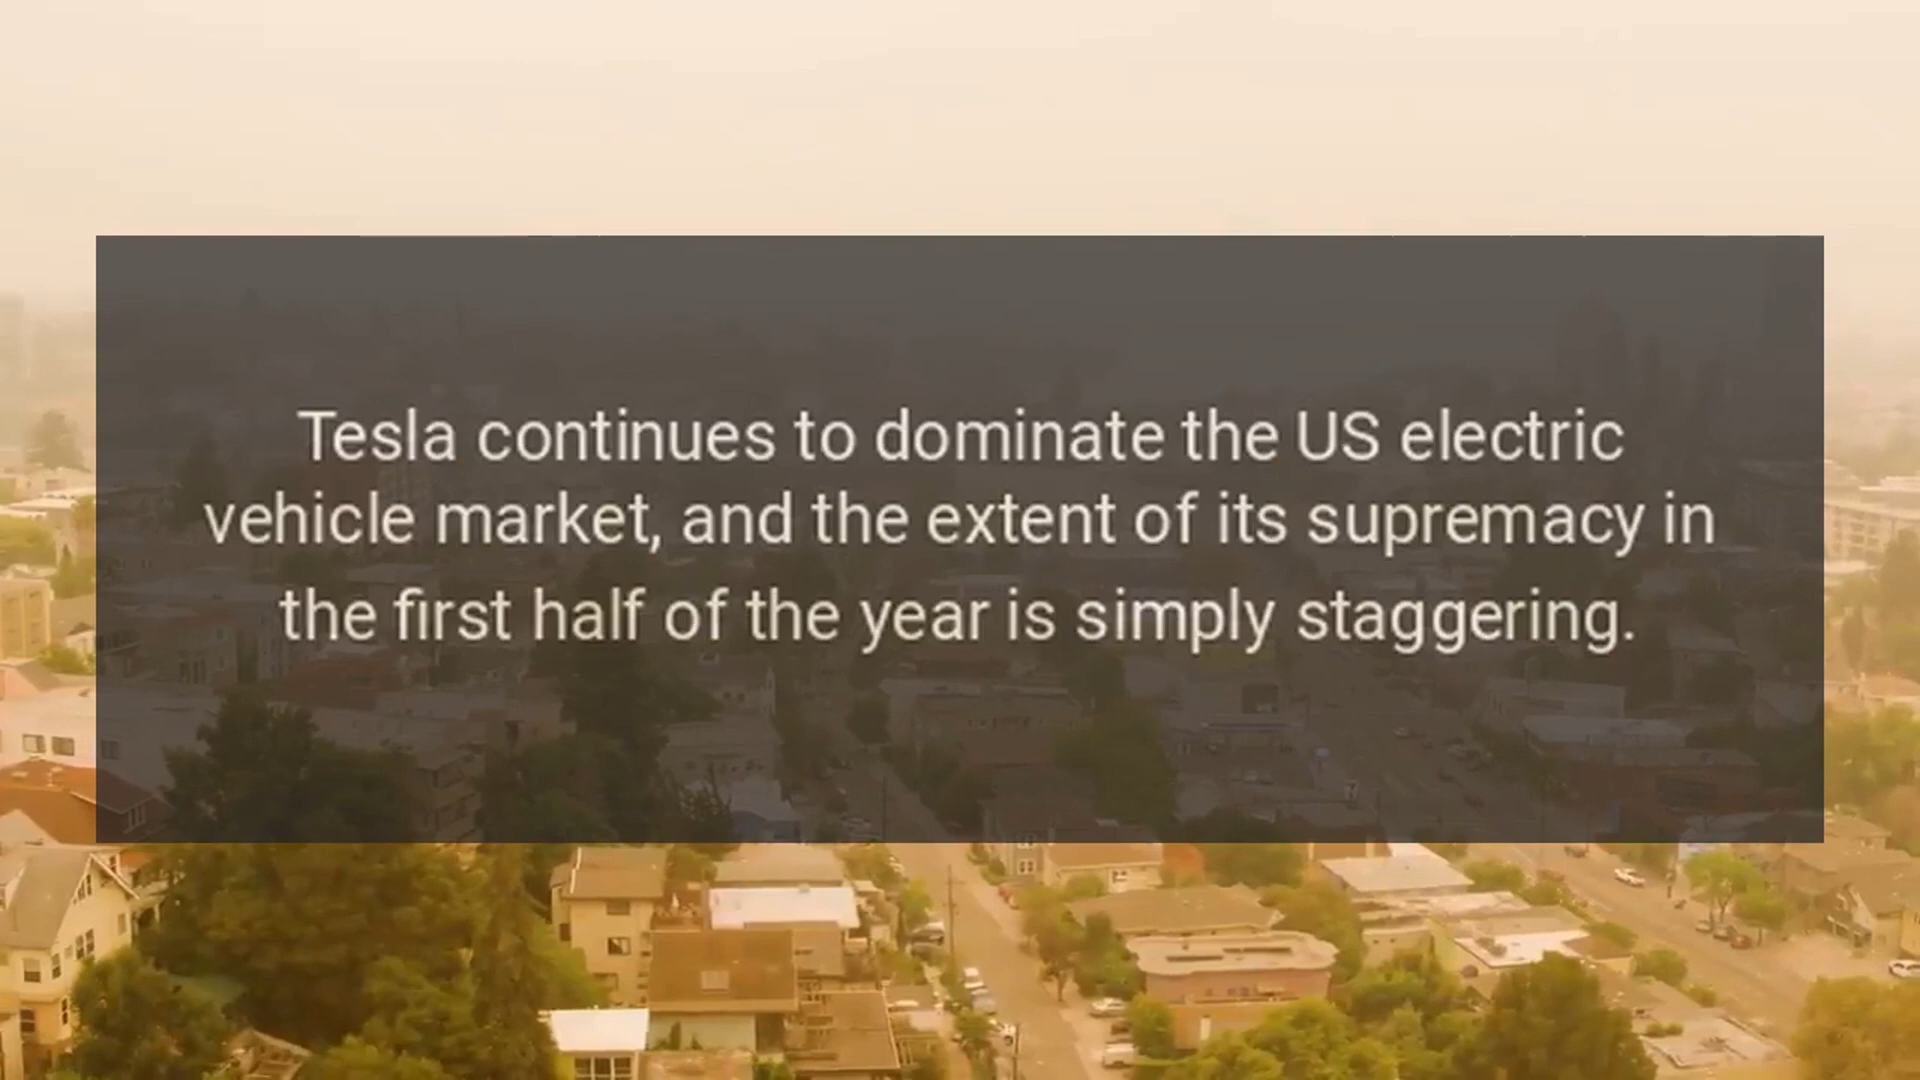 Tesla continues to dominate the US electric
vehicle market, and the extent of its supremacy in
the first half of the year is simply staggering.